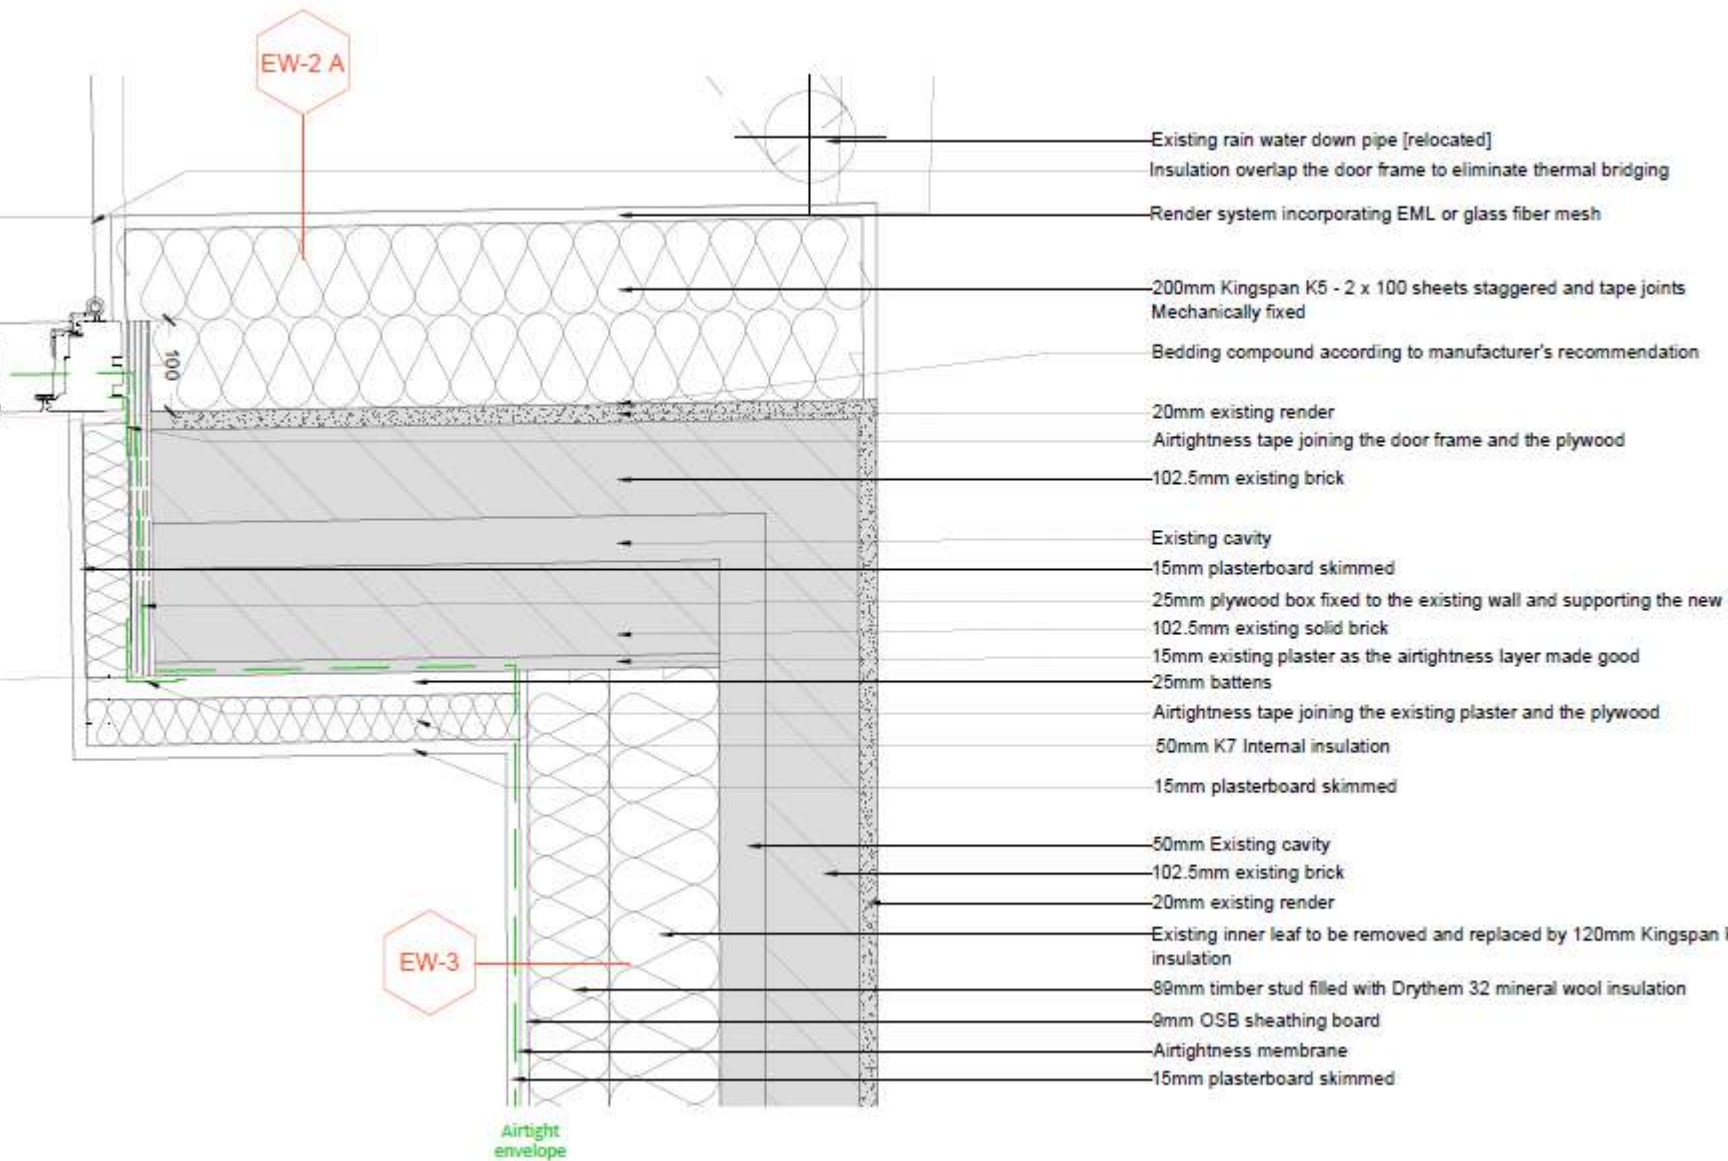 EW-2 A
Existing rain water down pipe [relocated]
Insulation overlap the door frame to eliminate thermal bridging
Render system incorporating EML or glass fiber mesh
200mm Kingspan K5 - 2 x 100 sheets staggered and tape joints
Mechanically fixed
100
Bedding compound according to manufacturer's recommendation
20mm existing render
Airtightness tape joining the door frame and the plywood
102.5mm existing brick
Existing cavity
15mm plasterboard skimmed
25mm plywood box fixed to the existing wall and supporting the new
102.5mm existing solid brick
15mm existing plaster as the airtightness layer made good
25mm battens
Airtightness tape joining the existing plaster and the plywood
50mm K7 Internal insulation
15mm plasterboard skimmed
50mm Existing cavity
102.5mm existing brick
20mm existing render
Existing inner leaf to be removed and replaced by 120mm Kingspan
insulation
EW-3
89mm timber stud filled with Drythem 32 mineral wool insulation
9mm OSB sheathing board
Airtightness membrane
15mm plasterboard skimmed
Airtight
envelope